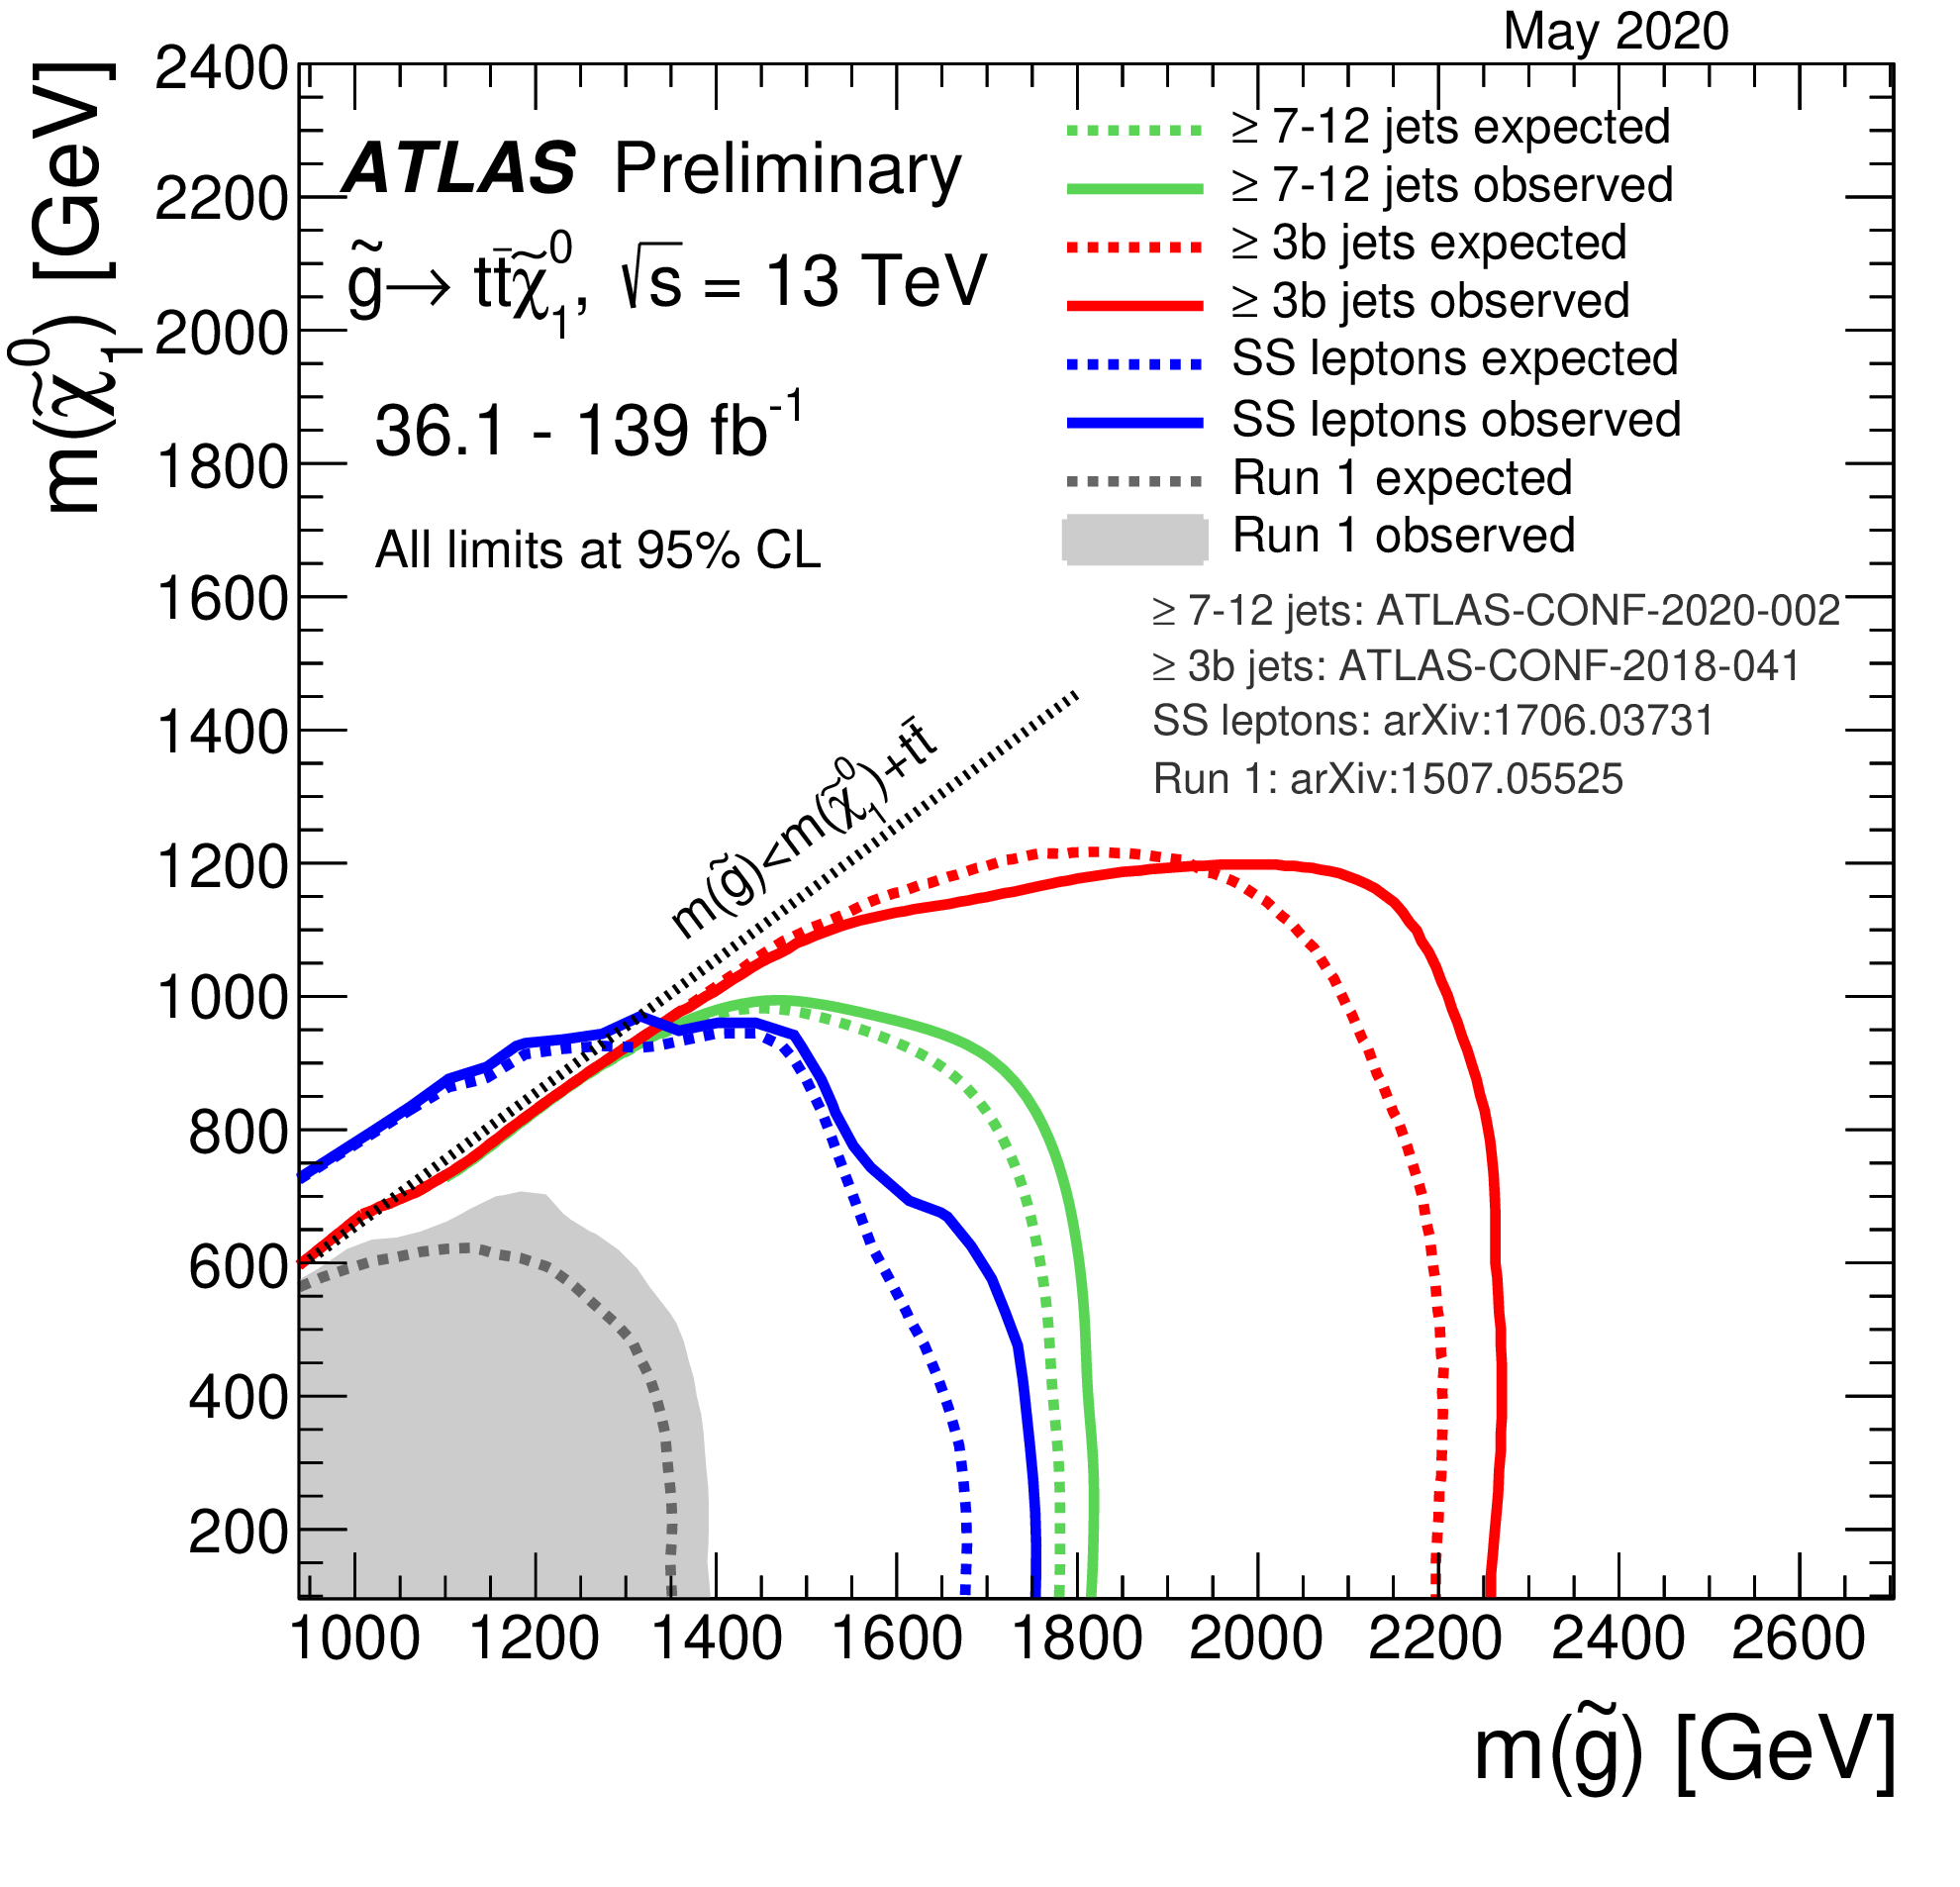 May 2020
m(χ̃⁰₁) [GeV]
2400
2200
2000
1800
1600
1400
1200
1000
800
600
400
200
ATLAS Preliminary
g̃→ tt̄χ̃⁰₁, √s = 13 TeV
36.1 - 139 fb⁻¹
All limits at 95% CL
≥ 7-12 jets expected
≥ 7-12 jets observed
≥ 3b jets expected
≥ 3b jets observed
SS leptons expected
SS leptons observed
Run 1 expected
Run 1 observed
≥ 7-12 jets: ATLAS-CONF-2020-002
≥ 3b jets: ATLAS-CONF-2018-041
SS leptons: arXiv:1706.03731
Run 1: arXiv:1507.05525
m(g̃)<m(χ̃⁰₁)+tt̄
1000 1200 1400 1600 1800 2000 2200 2400 2600
m(g̃) [GeV]